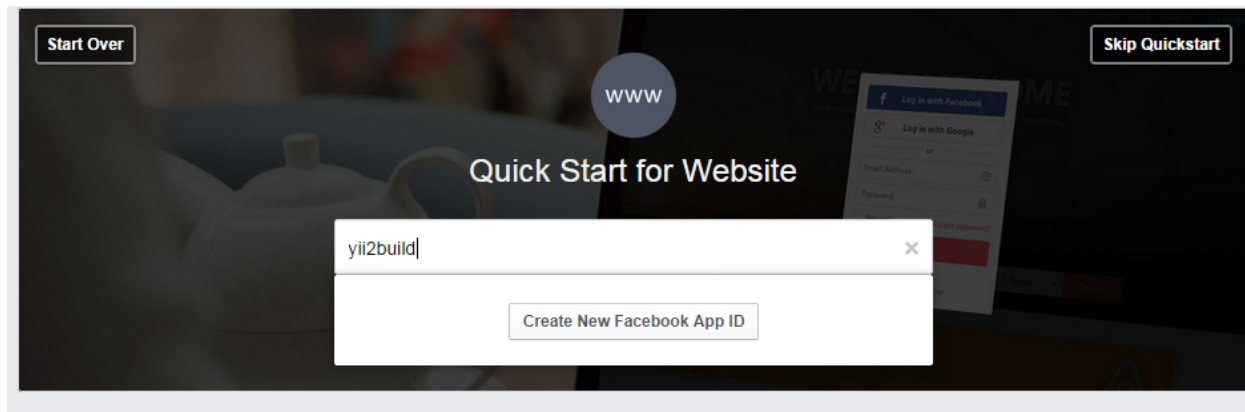 Start Over
Skip Quickstart
www
Quick Start for Website
yii2build
Create New Facebook App ID
f Log in with Facebook
Log in with Google
or
Email Address
Password